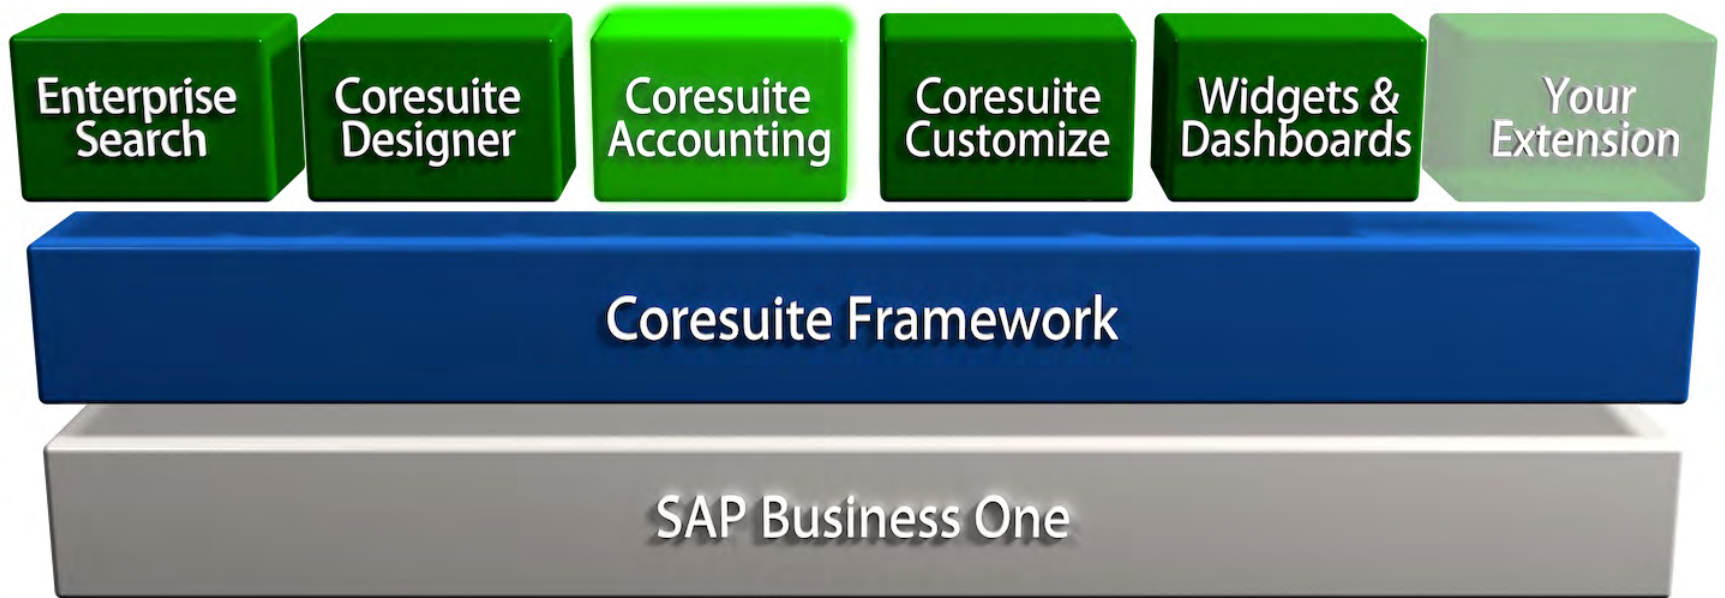 Enterprise
Search
Coresuite
Designer
Coresuite
Accounting
Coresuite
Customize
Widgets &
Dashboards
Your
Extension
Coresuite Framework
SAP Business One